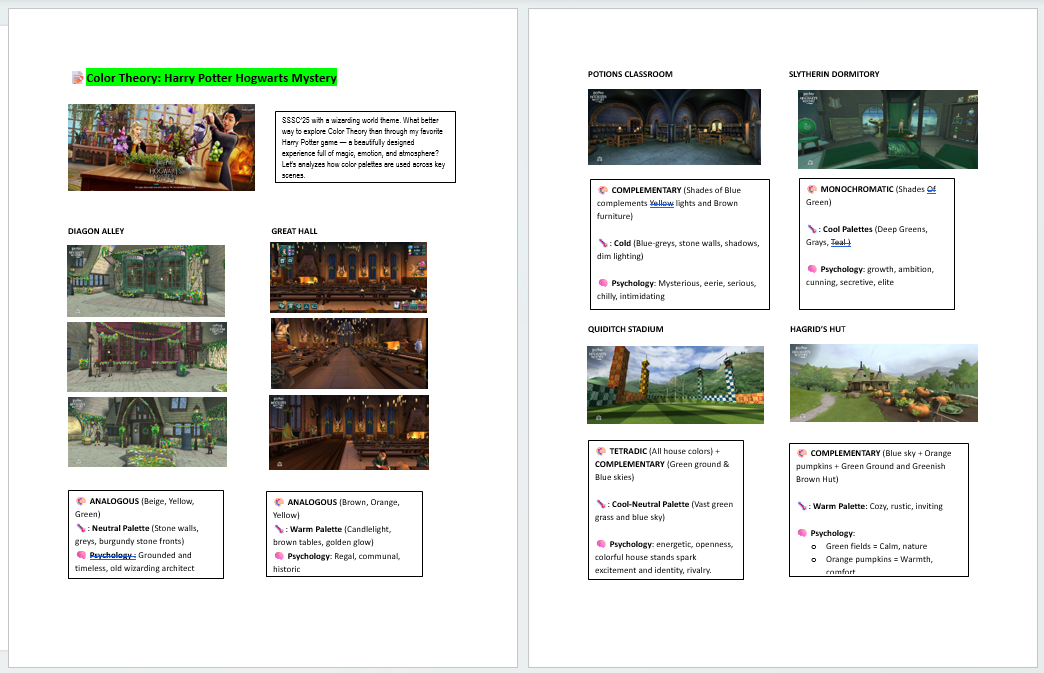 Color Theory: Harry Potter Hogwarts Mystery
SSSC'25 with a wizarding world theme. What better
way to explore Color Theory than through my favorite
Harry Potter game — a beautifully designed
experience full of magic, emotion, and atmosphere?
Let's analyzes how color palettes are used across key
scenes.
HOGWARTS
MYSTERY
DIAGON ALLEY
GREAT HALL
ANALOGOUS (Beige, Yellow,
Green)
: Neutral Palette (Stone walls,
greys, burgundy stone fronts)
Psychology : Grounded and
timeless, old wizarding architect
ANALOGOUS (Brown, Orange,
Yellow)
: Warm Palette (Candlelight,
brown tables, golden glow)
Psychology: Regal, communal,
historic
POTIONS CLASSROOM
SLYTHERIN DORMITORY
COMPLEMENTARY (Shades of Blue
complements Yellow lights and Brown
furniture)
: Cold (Blue-greys, stone walls, shadows,
dim lighting)
Psychology: Mysterious, eerie, serious,
chilly, intimidating
MONOCHROMATIC (Shades Of
Green)
: Cool Palettes (Deep Greens,
Grays, Teal )
Psychology: growth, ambition,
cunning, secretive, elite
QUIDITCH STADIUM
HAGRID'S HUT
TETRADIC (All house colors) +
COMPLEMENTARY (Green ground &
Blue skies)
: Cool-Neutral Palette (Vast green
grass and blue sky)
Psychology: energetic, openness,
colorful house stands spark
excitement and identity, rivalry.
COMPLEMENTARY (Blue sky + Orange
pumpkins + Green Ground and Greenish
Brown Hut)
: Warm Palette: Cozy, rustic, inviting
Psychology:
o Green fields = Calm, nature
o Orange pumpkins = Warmth,
comfort